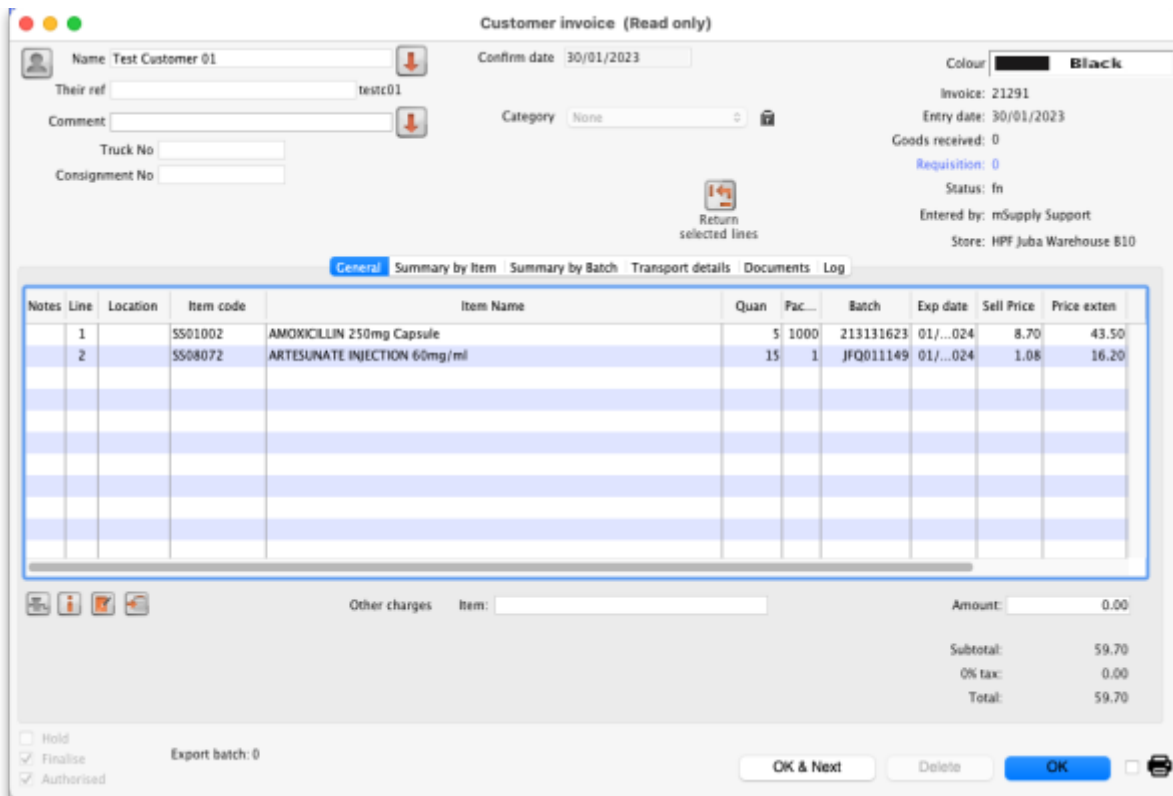 Customer invoice (Read only)
Name Test Customer 01
Confirm date 30/01/2023
Colour Black
Their ref testc01
Invoice: 21291
Comment
Category None
Entry date: 30/01/2023
Goods received: 0
Truck No
Requisition: 0
Consignment No
Status: fn
Return
selected lines
Entered by: mSupply Support
Store: HPF Juba Warehouse B10
General Summary by Item Summary by Batch Transport details Documents Log
Notes Line Location Item code Item Name Quan Pac... Batch Exp date Sell Price Price exten
1 SS01002 AMOXICILLIN 250mg Capsule 5 1000 213131623 01/...024 8.70 43.50
2 SS08072 ARTESUNATE INJECTION 60mg/ml 15 1 JFQ011149 01/...024 1.08 16.20
Other charges Item: Amount: 0.00
Subtotal: 59.70
0% tax: 0.00
Total: 59.70
Hold
Finalise
Export batch: 0
Authorised
OK & Next Delete OK